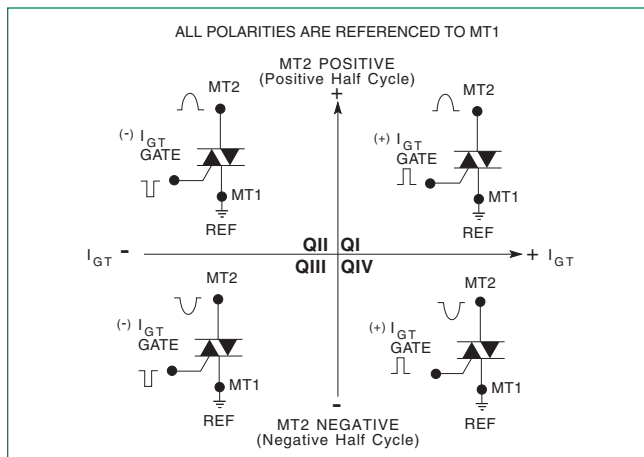 ALL POLARITIES ARE REFERENCED TO MT1
MT2 POSITIVE
(Positive Half Cycle)
+
MT2
(-) IGT
GATE
MT1
REF
MT2
(+) IGT
GATE
MT1
REF
IGT -
QII QI
QIII QIV
+ IGT
MT2
(-) IGT
GATE
MT1
REF
MT2
(+) IGT
GATE
MT1
REF
-
MT2 NEGATIVE
(Negative Half Cycle)